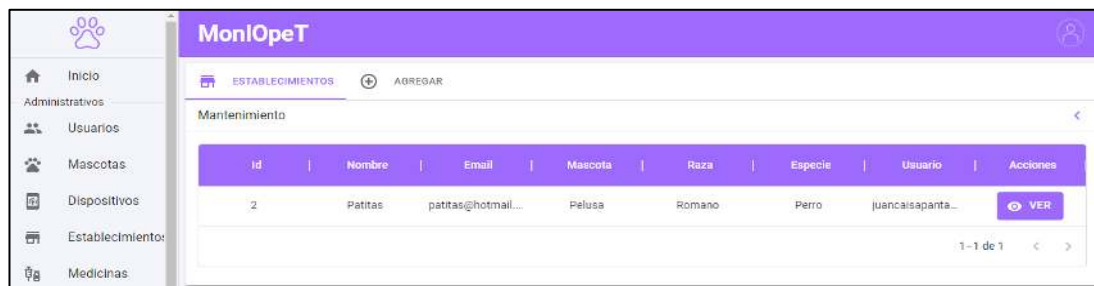 MonIOpeT
Inicio
Administrativos
Usuarios
Mascotas
Dispositivos
Establecimientos
Medicinas
ESTABLECIMIENTOS AGREGAR
Mantenimiento
Id Nombre Email Mascota Raza Especie Usuario Acciones
2 Patitas patitas@hotmail.... Pelusa Romano Perro juancaisapanta... VER
1-1 de 1